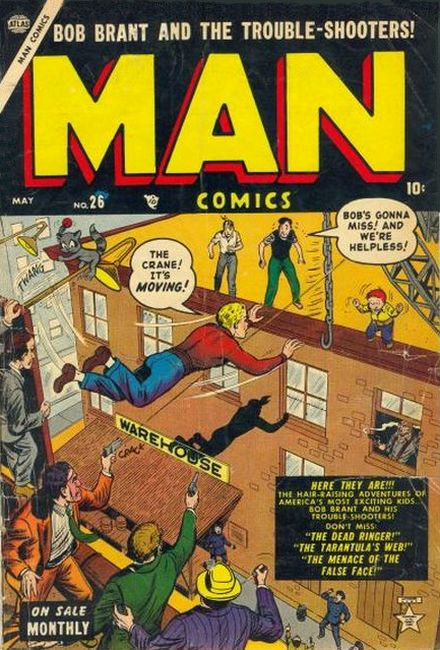 ATLAS
MAN COMICS
BOB BRANT AND THE TROUBLE-SHOOTERS!
MAN
MAY
NO. 26
COMICS
10¢
TWANG
THE
CRANE!
IT'S
MOVING!
BOB'S GONNA
MISS! AND
WE'RE
HELPLESS!
WAREHOUSE
CRACK
HERE THEY ARE!!!
THE HAIR-RAISING ADVENTURES OF
AMERICA'S MOST EXCITING KIDS...
BOB BRANT AND HIS
TROUBLE-SHOOTERS!
DON'T MISS:
"THE DEAD RINGER!"
"THE TARANTULA'S WEB!"
"THE MENACE OF THE
FALSE FACE!"
ON SALE
MONTHLY